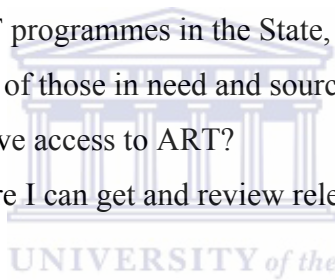 programmes in the State,
of those in need and sourc
ve access to ART?
re I can get and review rele
UNIVERSITY of the